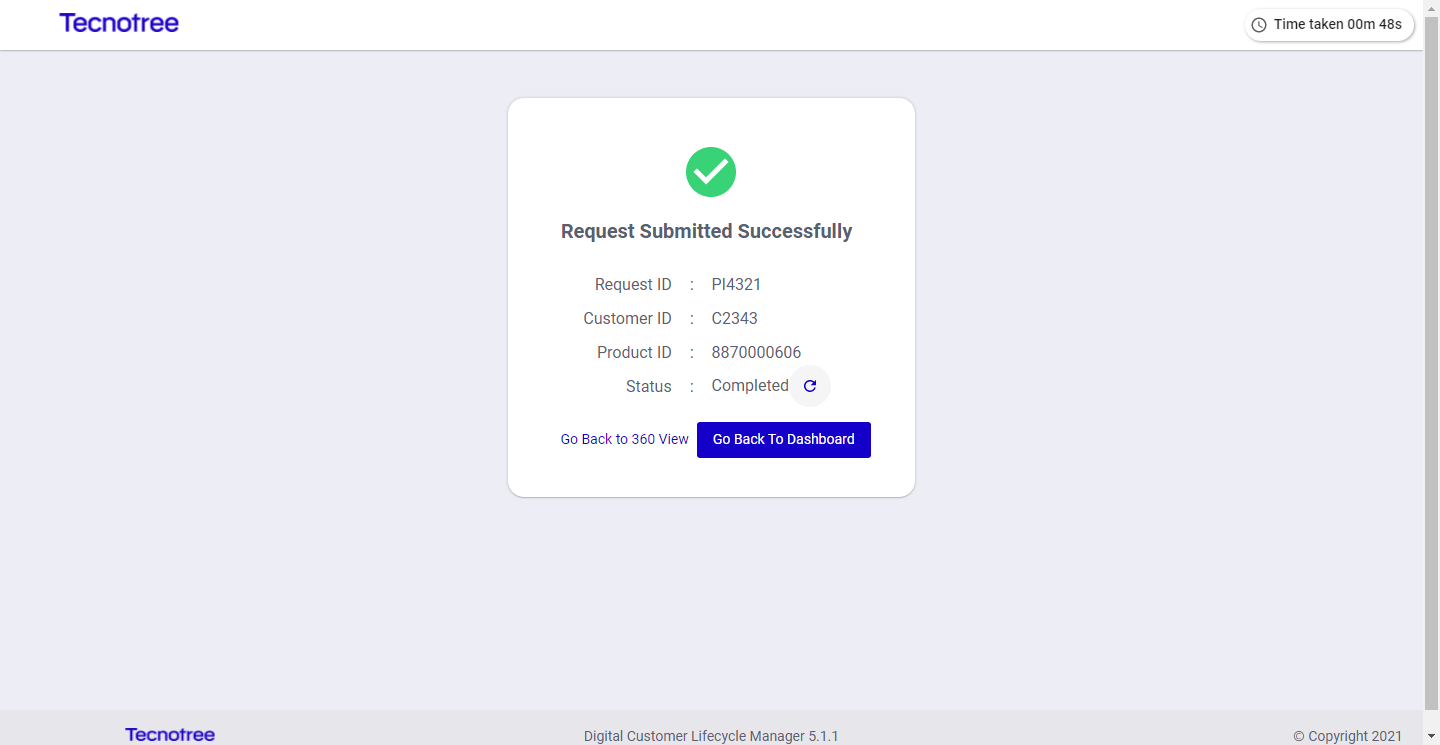 Tecnotree
Time taken 00m 48s
Request Submitted Successfully
Request ID : PI4321
Customer ID : C2343
Product ID : 8870000606
Status : Completed
Go Back to 360 View Go Back To Dashboard
Tecnotree Digital Customer Lifecycle Manager 5.1.1 © Copyright 2021